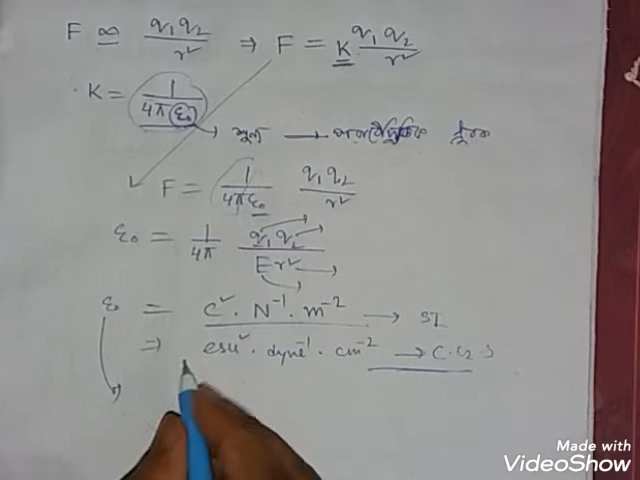 F ∝ q₁q₂/r² ⇒ F = K q₁q₂/r²
K = 1/4πε₀
শূন্য → পরাবৈদ্যুতিক ধ্রুবক
F = 1/4πε₀ q₁q₂/r²
ε₀ = 1/4π q₁q₂/Fr²
ε₀ = C² · N⁻¹ · m⁻² → SI
⇒ esu² · dyne⁻¹ · cm⁻² → C.G.S
Made with
VideoShow